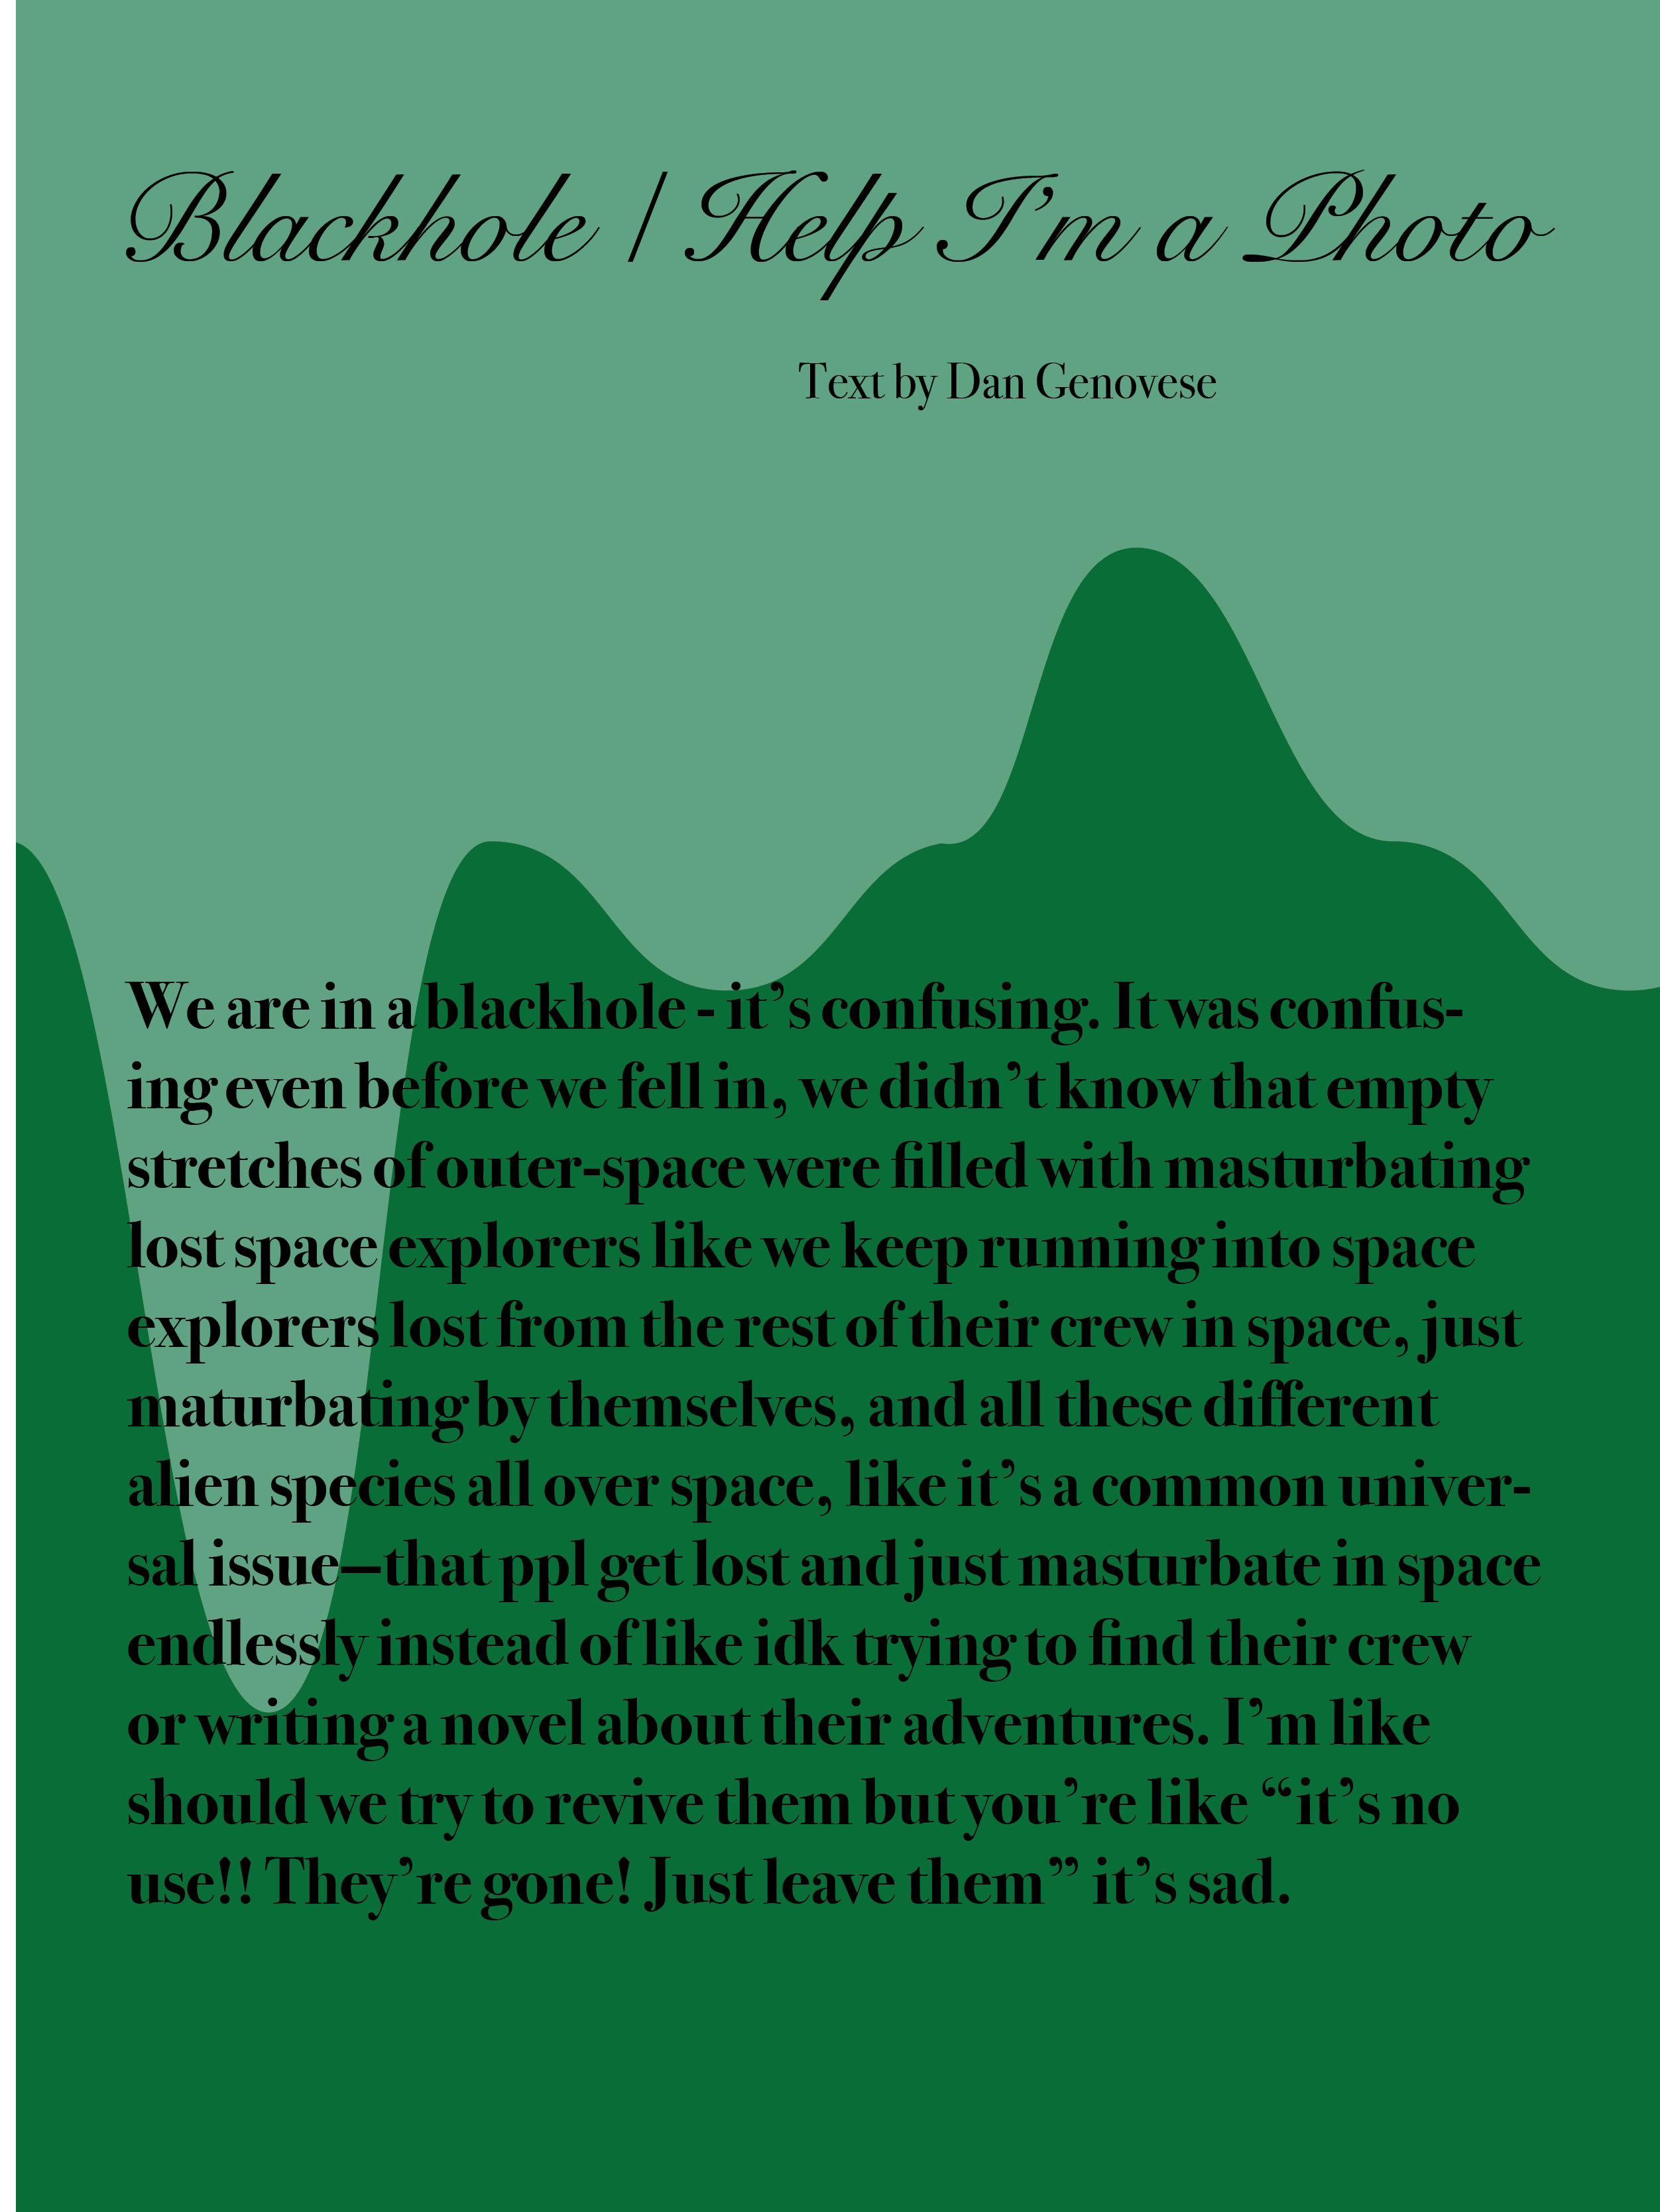 Blackhole / Help I’m a Photo
Text by Dan Genovese
We are in a blackhole - it’s confusing. It was confus-
ing even before we fell in, we didn’t know that empty
stretches of outer-space were filled with masturbating
lost space explorers like we keep running into space
explorers lost from the rest of their crew in space, just
maturbating by themselves, and all these different
alien species all over space, like it’s a common univer-
sal issue—that ppl get lost and just masturbate in space
endlessly instead of like idk trying to find their crew
or writing a novel about their adventures. I’m like
should we try to revive them but you’re like “it’s no
use!! They’re gone! Just leave them” it’s sad.